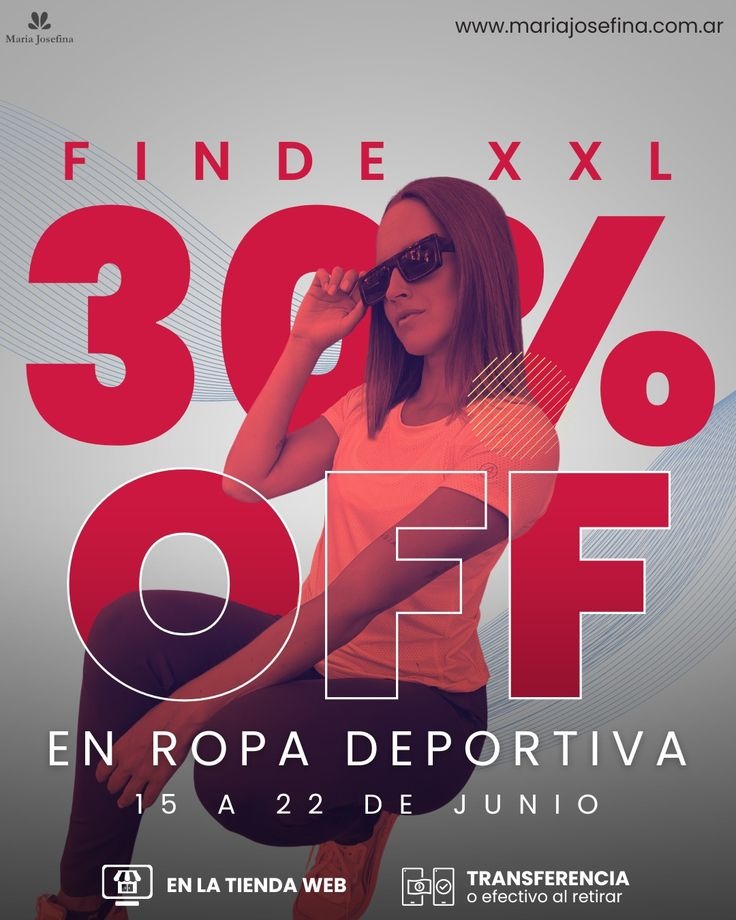 Maria Josefina
www.mariajosefina.com.ar
FINDE XXL
30%
OFF
EN ROPA DEPORTIVA
15 A 22 DE JUNIO
EN LA TIENDA WEB
TRANSFERENCIA
o efectivo al retirar